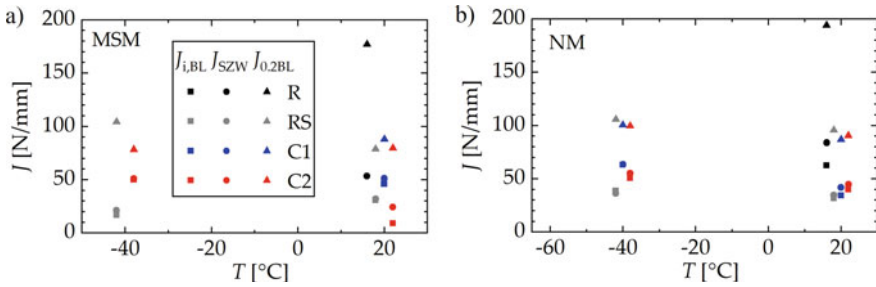 a)
MSM
J_i,BL J_SZW J_0.2BL
R
RS
C1
C2
200
150
100
50
0
J [N/mm]
-40 -20 0 20
T [°C]
b)
NM
200
150
100
50
0
J [N/mm]
-60 -40 -20 0 20
T [°C]